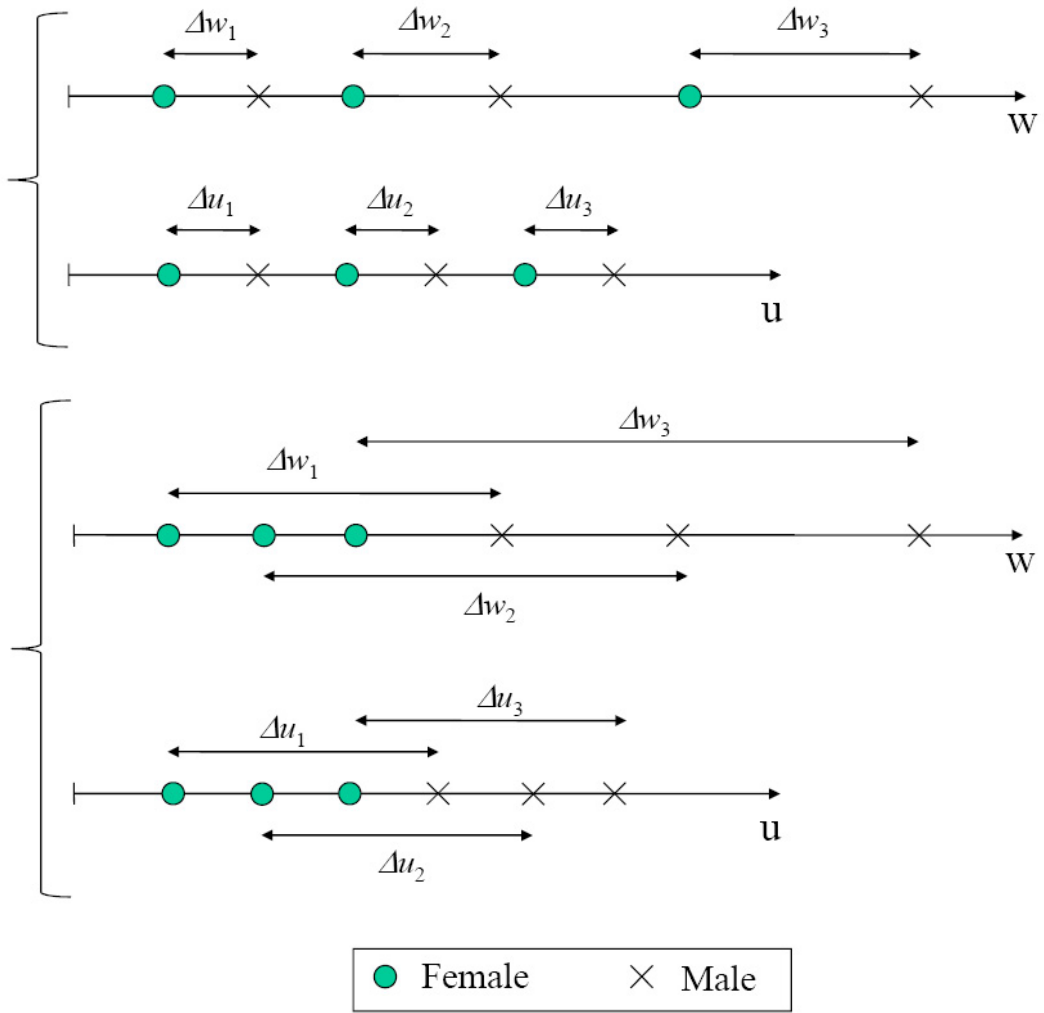 Δw₁ Δw₂ Δw₃
w
Δu₁ Δu₂ Δu₃
u
Δw₃
Δw₁
w
Δw₂
Δu₃
Δu₁
u
Δu₂
Female Male